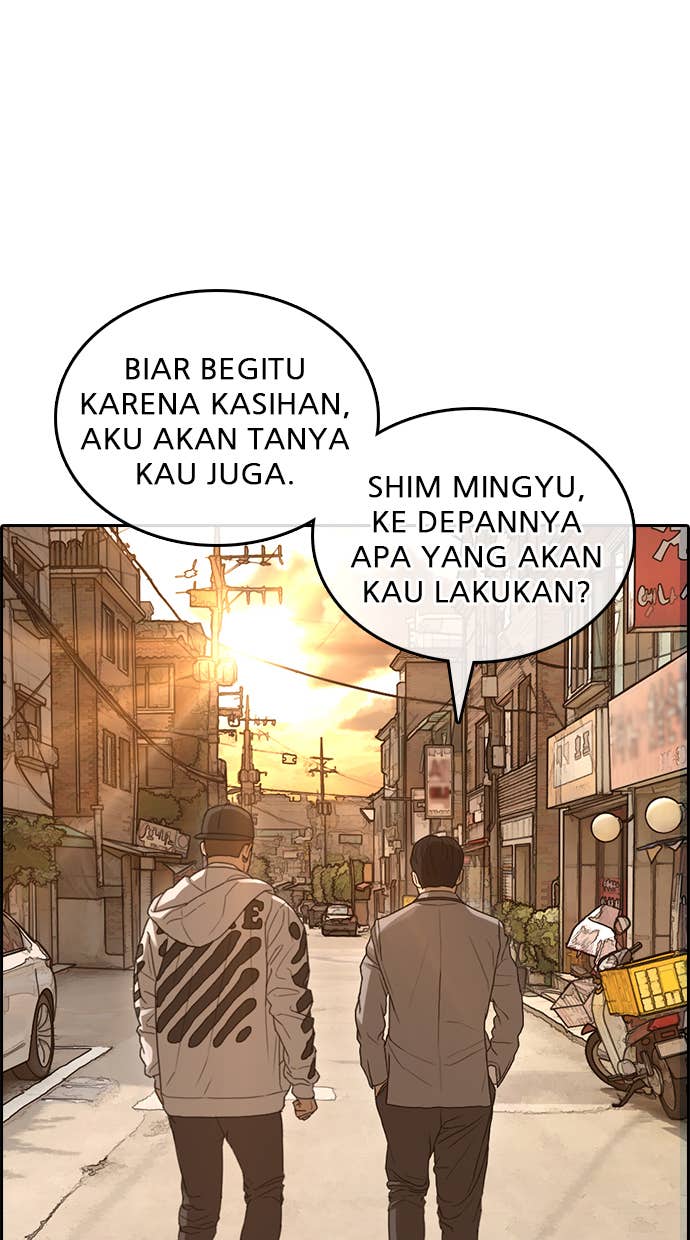 BIAR BEGITU
KARENA KASIHAN,
AKU AKAN TANYA
KAU JUGA.
SHIM MINGYU,
KE DEPANNYA
APA YANG AKAN
KAU LAKUKAN?